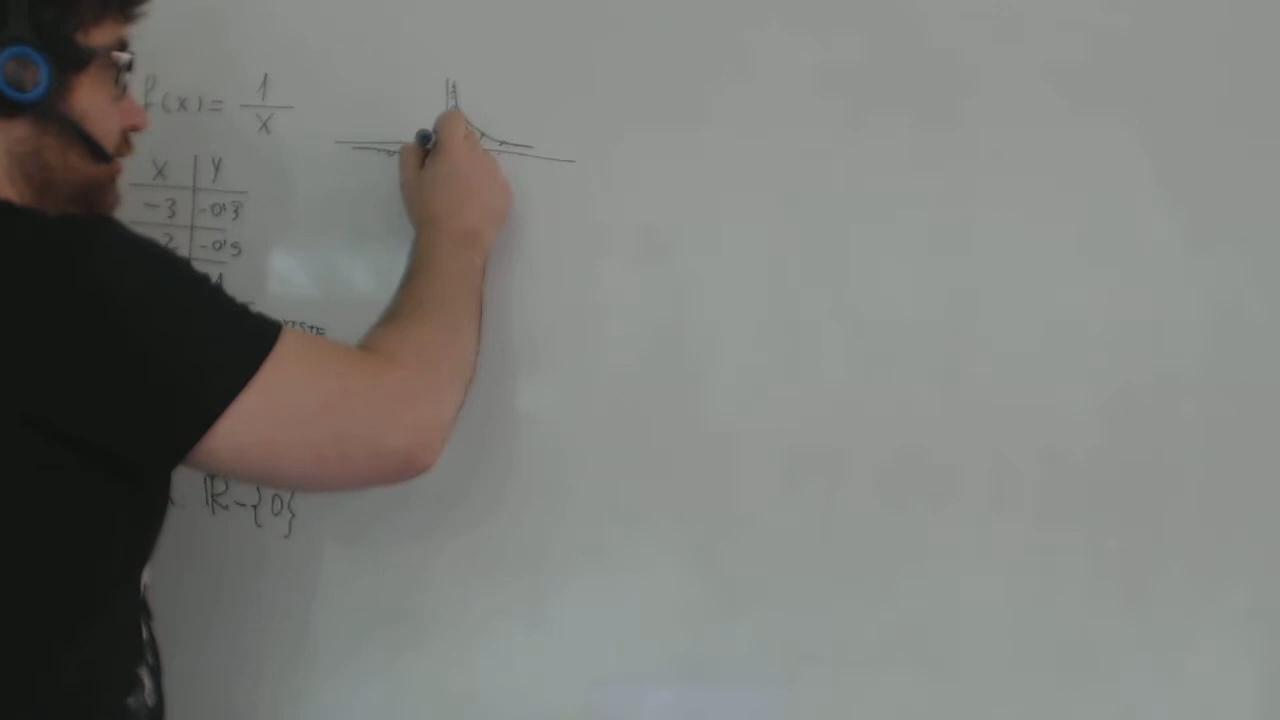 f(x) = 1/x
x | y
-3 | -0'3
-2 | -0'5
ℝ-{0}